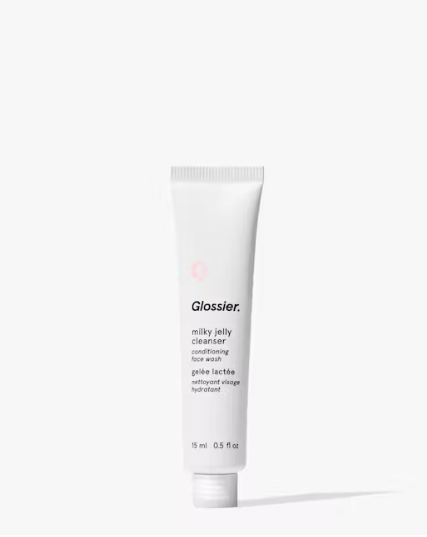 Glossier.
milky jelly
cleanser
conditioning
face wash
gelée lactée
nettoyant visage
hydratant
15 ml 0.5 fl oz